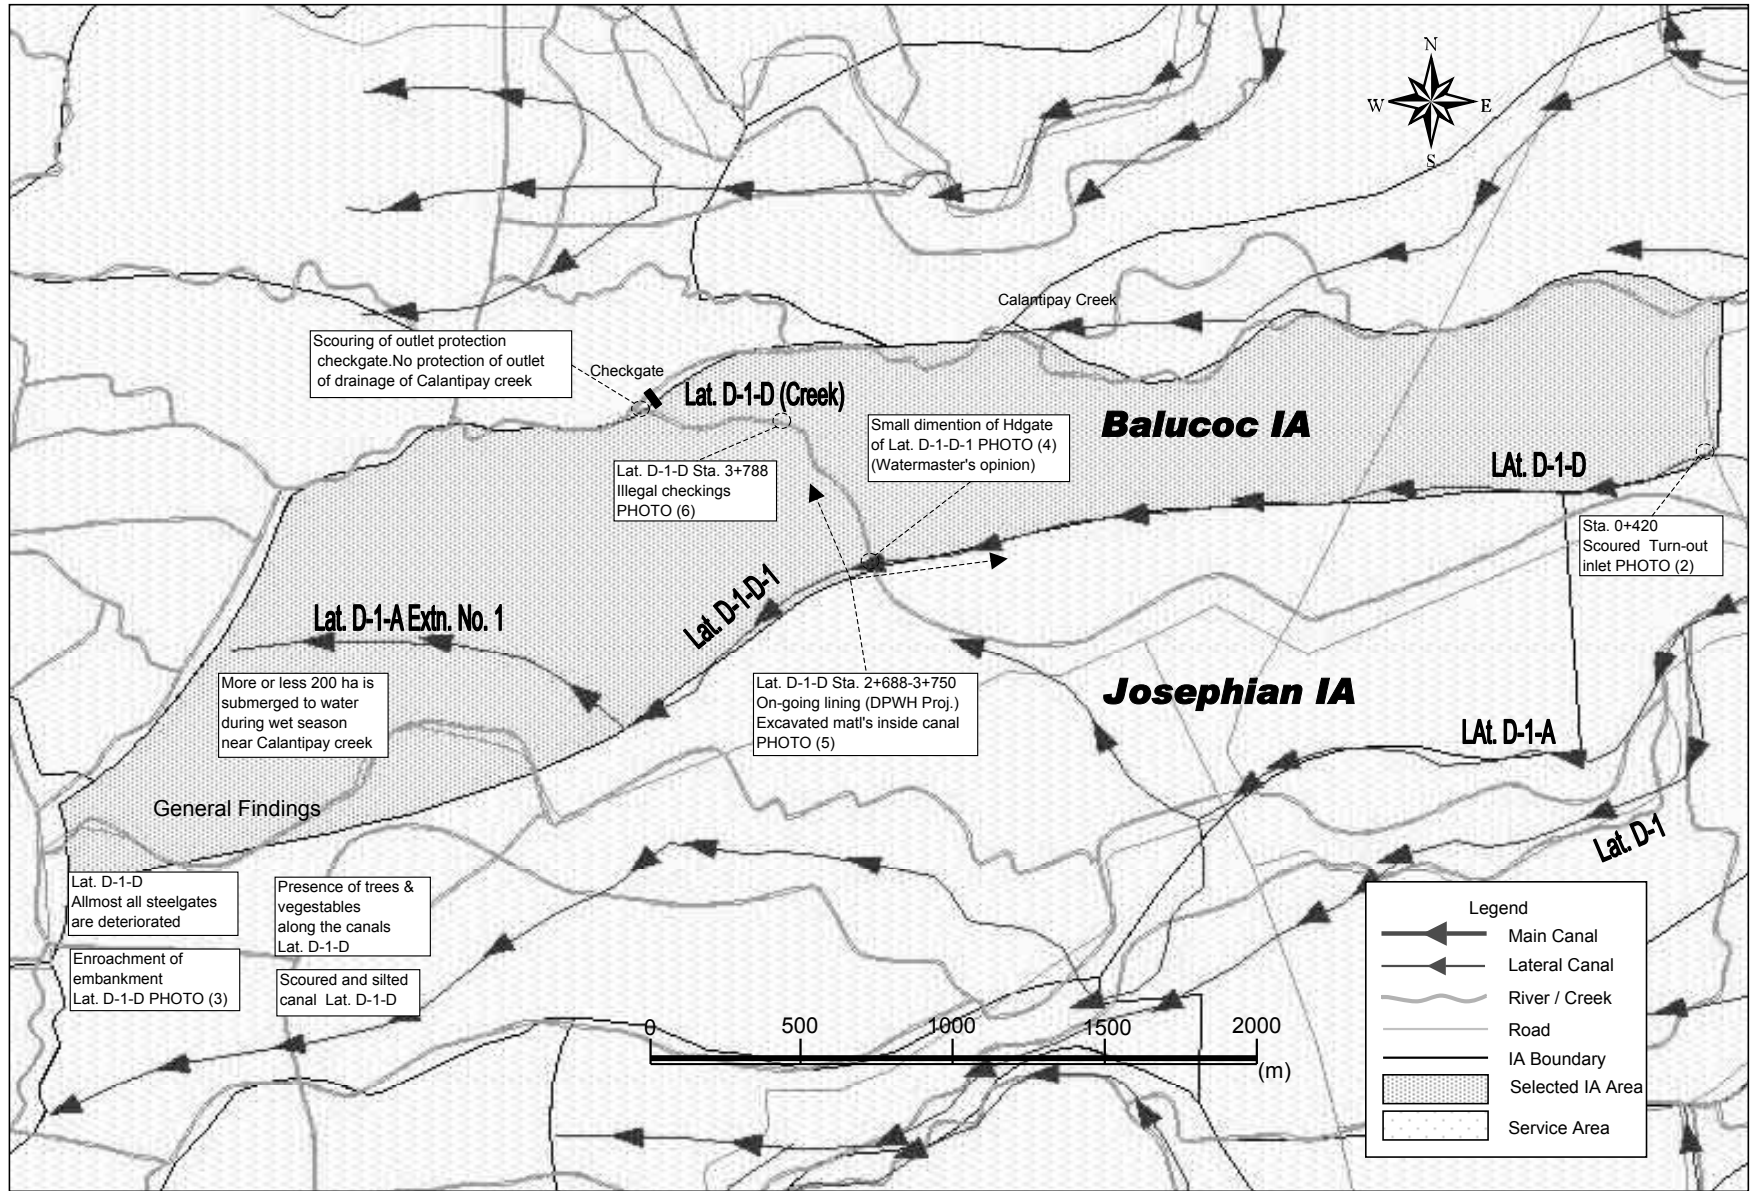 N
W
E
S
Calantipay Creek
Scouring of outlet protection
checkgate.No protection of outlet
of drainage of Calantipay creek
Checkgate
Lat. D-1-D (Creek)
Small dimention of Hdgate
of Lat. D-1-D-1 PHOTO (4)
(Watermaster's opinion)
Balucoc IA
LAt. D-1-D
Lat. D-1-D Sta. 3+788
Illegal checkings
PHOTO (6)
Sta. 0+420
Scoured Turn-out
inlet PHOTO (2)
Lat. D-1-D-1
Lat. D-1-A Extn. No. 1
More or less 200 ha is
submerged to water
during wet season
near Calantipay creek
Lat. D-1-D Sta. 2+688-3+750
On-going lining (DPWH Proj.)
Excavated matl's inside canal
PHOTO (5)
Josephian IA
LAt. D-1-A
General Findings
Lat. D-1
Lat. D-1-D
Allmost all steelgates
are deteriorated
Presence of trees &
vegestables
along the canals
Lat. D-1-D
Enroachment of
embankment
Lat. D-1-D PHOTO (3)
Scoured and silted
canal Lat. D-1-D
0 500 1000 1500 2000
(m)
Legend
Main Canal
Lateral Canal
River / Creek
Road
IA Boundary
Selected IA Area
Service Area